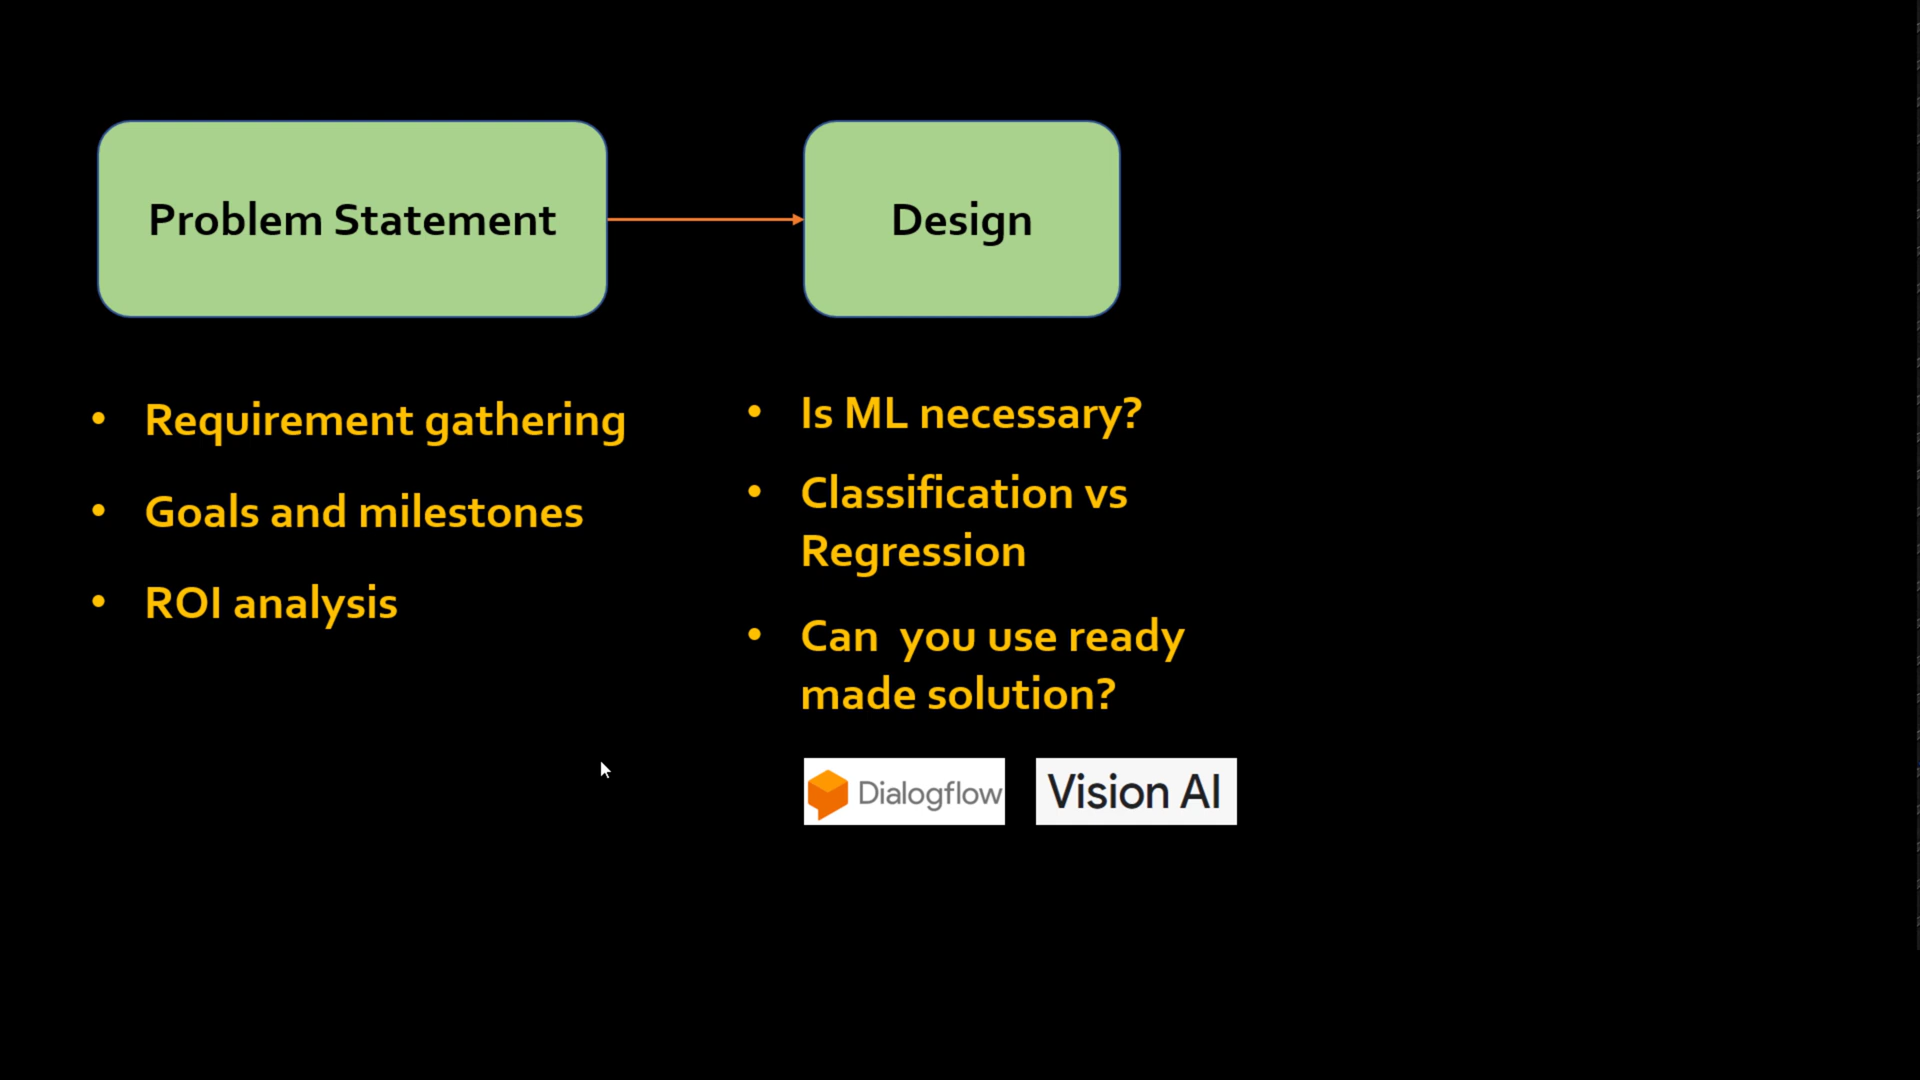 Problem Statement
Design
• Requirement gathering
• Goals and milestones
• ROI analysis
• Is ML necessary?
• Classification vs
Regression
• Can  you use ready
made solution?
Dialogflow
Vision AI